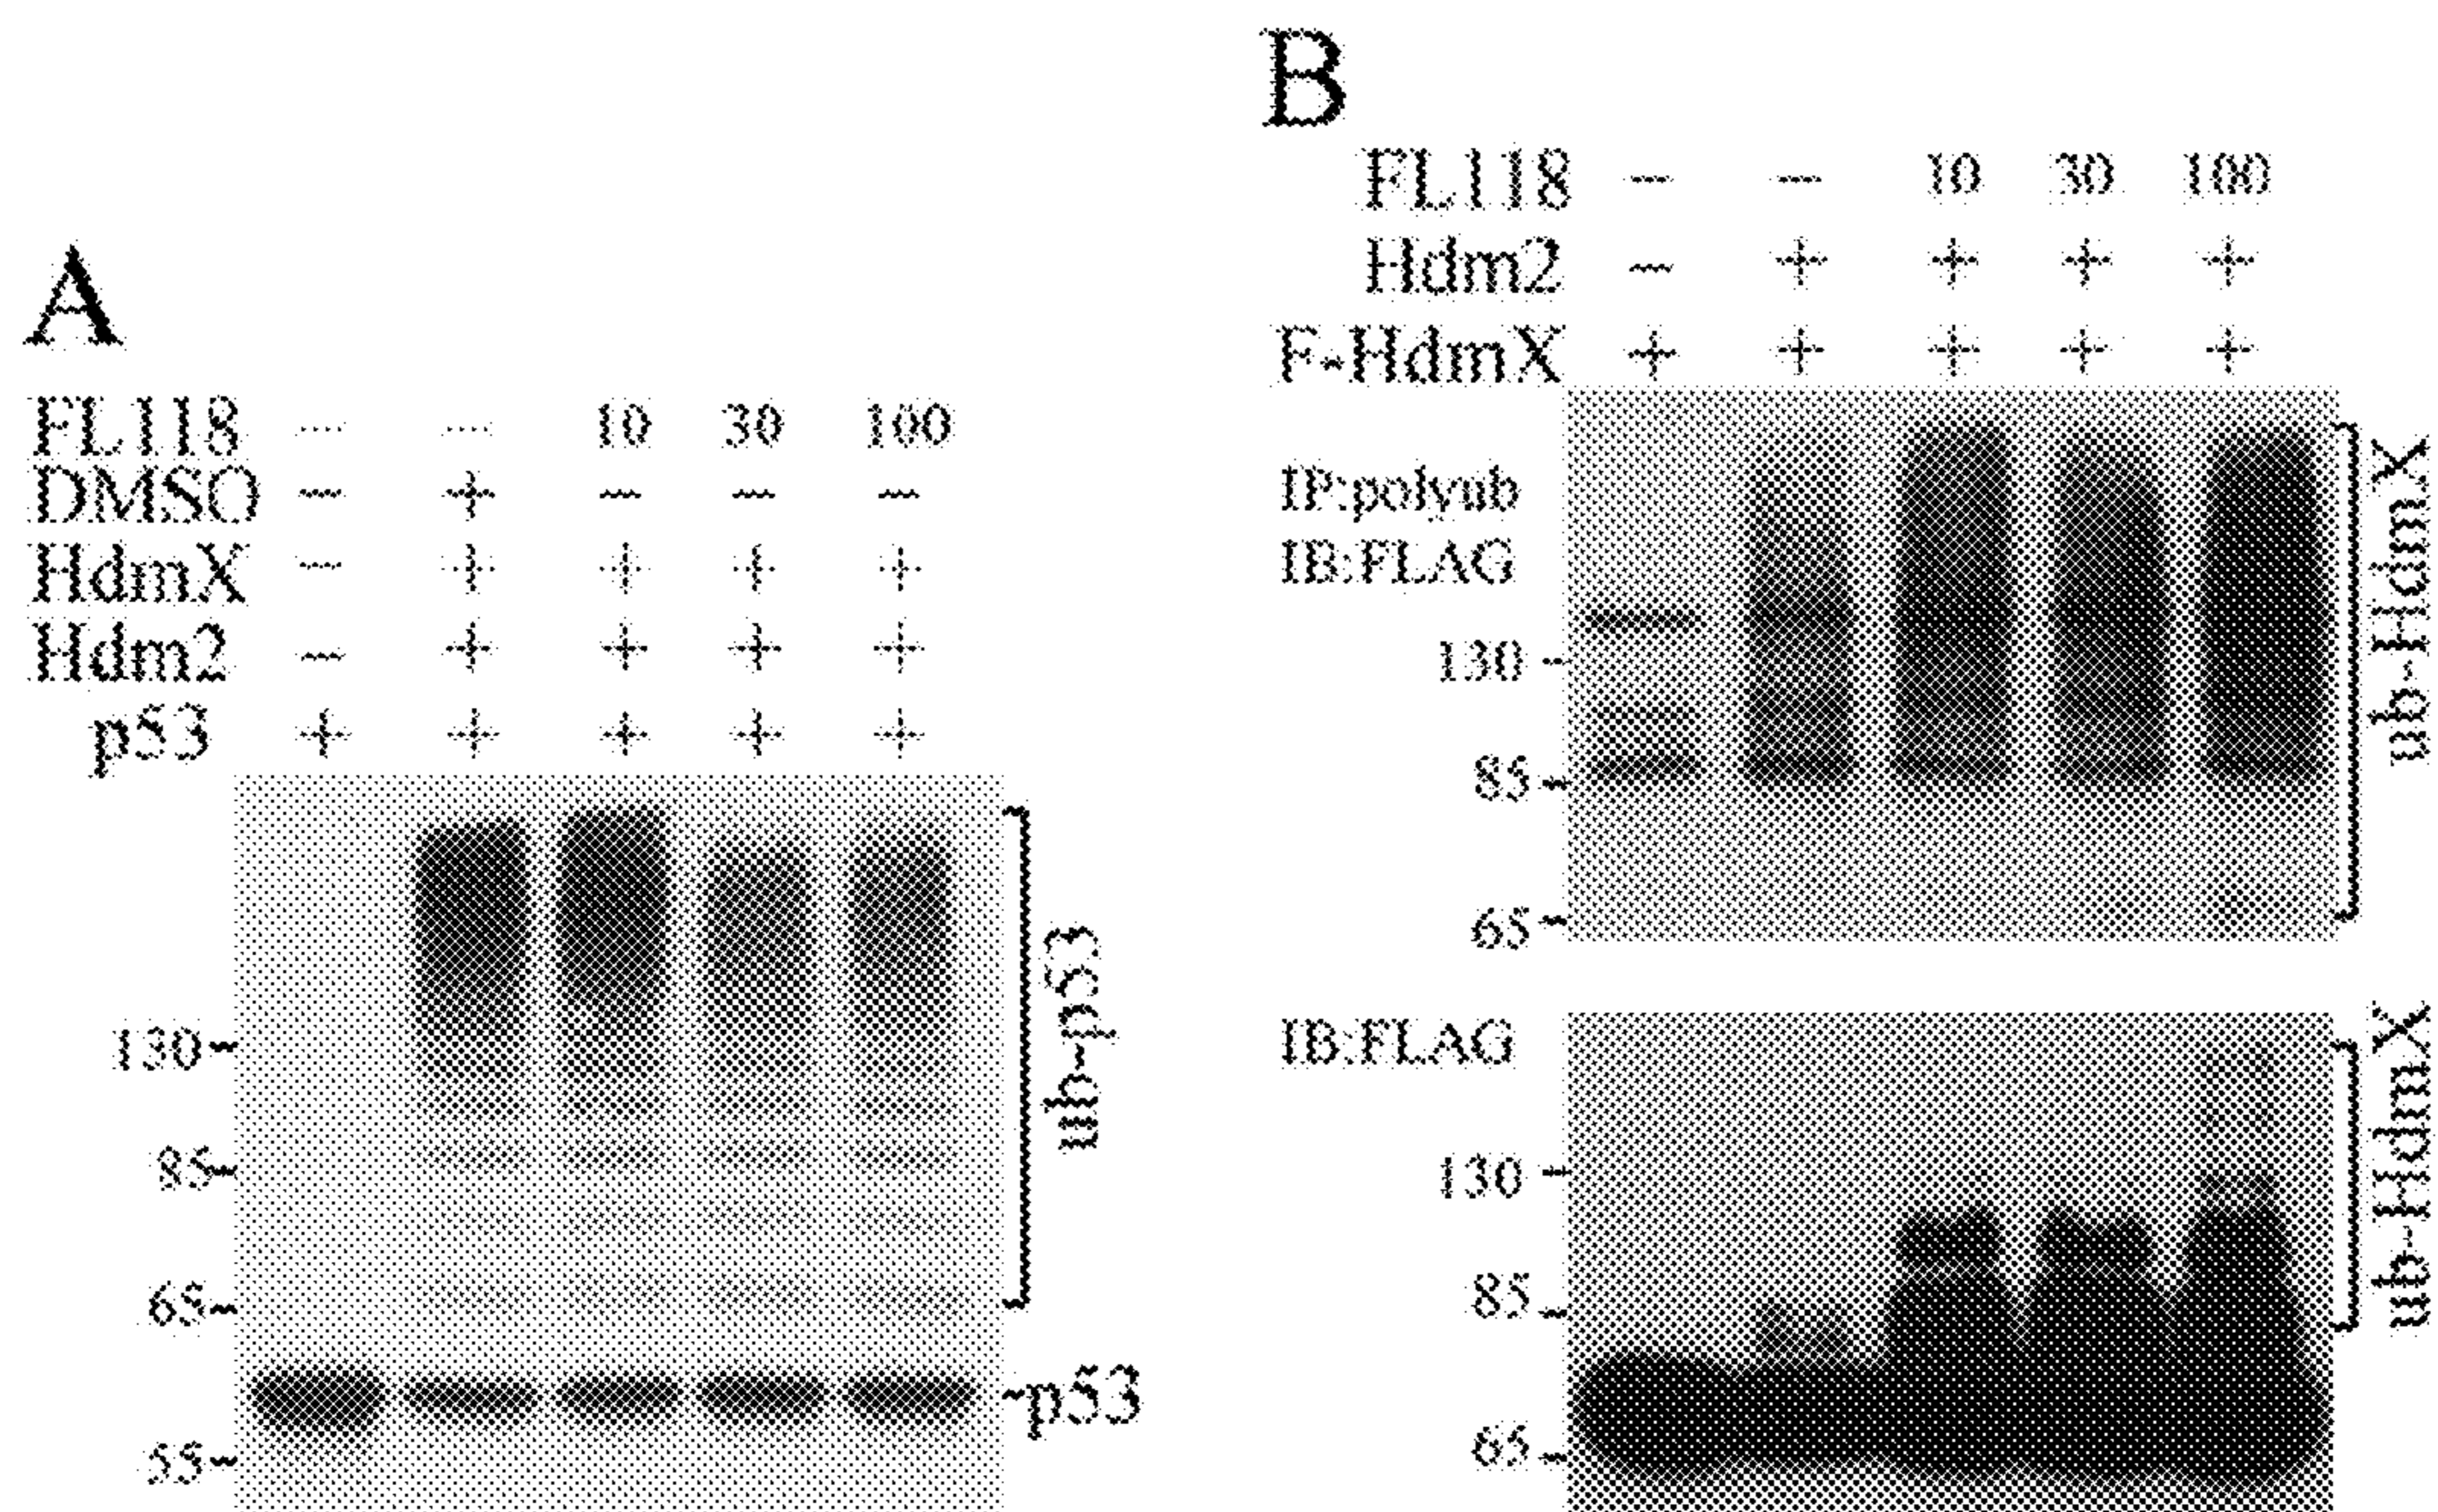 A
FL118 – – 10 30 100
DMSO – + – – –
HdmX – + + + +
Hdm2 – + + + +
p53 + + + + +
130
85
65
55
ub-p53
p53
B
FL118 – – 10 30 100
Hdm2 – + + + +
F-HdmX + + + + +
IP:polyub
IB:FLAG
130
85
65
ub-HdmX
IB:FLAG
130
85
65
ub-HdmX